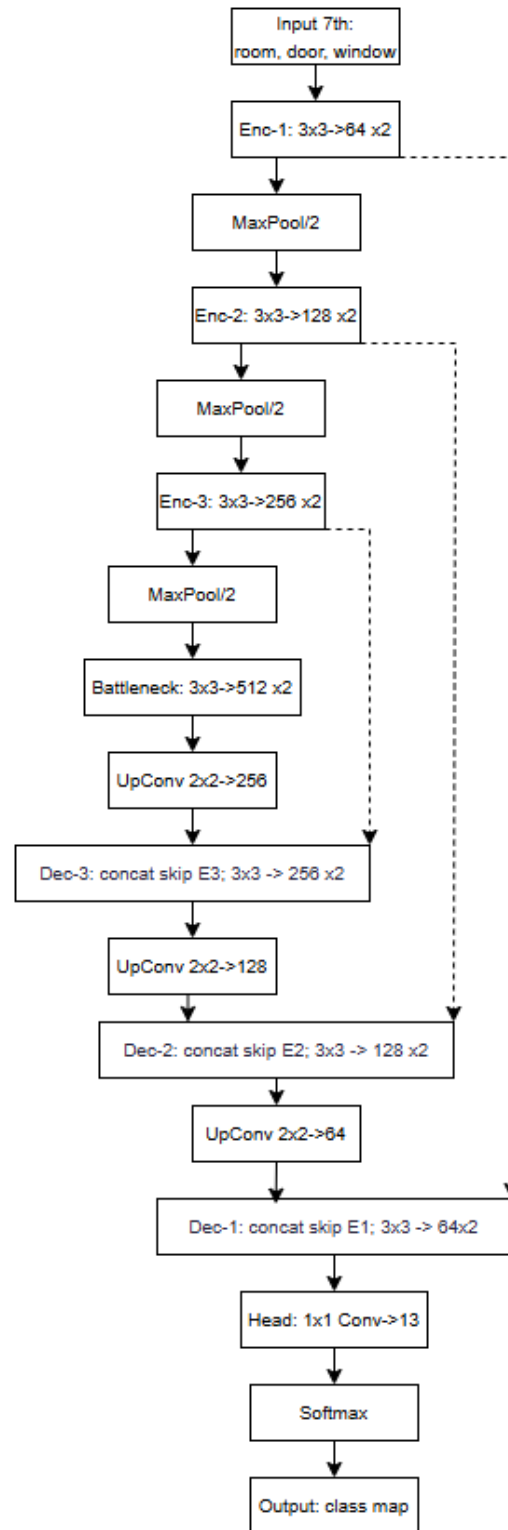 Input 7th:
room, door, window
Enc-1: 3x3->64 x2
MaxPool/2
Enc-2: 3x3->128 x2
MaxPool/2
Enc-3: 3x3->256 x2
MaxPool/2
Battleneck: 3x3->512 x2
UpConv 2x2->256
Dec-3: concat skip E3; 3x3 -> 256 x2
UpConv 2x2->128
Dec-2: concat skip E2; 3x3 -> 128 x2
UpConv 2x2->64
Dec-1: concat skip E1; 3x3 -> 64x2
Head: 1x1 Conv->13
Softmax
Output: class map